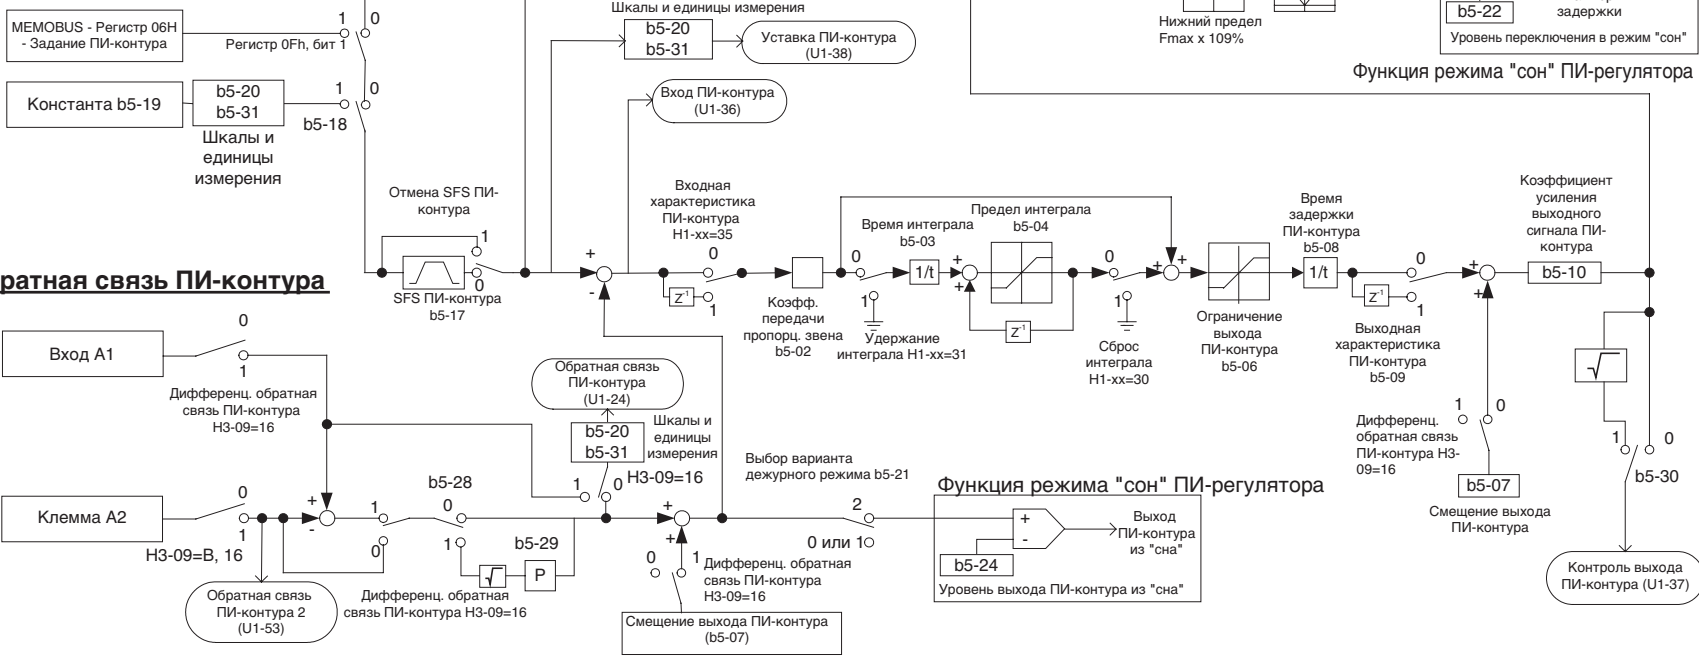 Шкалы и единицы измерения
b5-20
b5-31
Уставка ПИ-контура
(U1-38)
Нижний предел
Fmax x 109%
b5-22
задержки
Уровень переключения в режим "сон"
Функция режима "сон" ПИ-регулятора
MEMOBUS - Регистр 06H
- Задание ПИ-контура
Регистр 0Fh, бит 1
1
0
Константа b5-19
b5-20
b5-31
1
0
b5-18
Шкалы и
единицы
измерения
Вход ПИ-контура
(U1-36)
Отмена SFS ПИ-
контура
1
0
SFS ПИ-контура
b5-17
+
-
Входная
характеристика
ПИ-контура
H1-xx=35
0
Z-1
1
Коэфф.
передачи
пропорц. звена
b5-02
Время интеграла
b5-03
0
1
1/t
Удержание
интеграла H1-xx=31
Предел интеграла
b5-04
+
+
Z-1
0
1
Сброс
интеграла
H1-xx=30
+
+
Ограничение
выхода
ПИ-контура
b5-06
Время
задержки
ПИ-контура
b5-08
1/t
0
Z-1
1
Выходная
характеристика
ПИ-контура
b5-09
+
+
Коэффициент
усиления
выходного
сигнала ПИ-
контура
b5-10
1
0
Дифференц.
обратная связь
ПИ-контура H3-
09=16
b5-07
Смещение выхода
ПИ-контура
√
1
0
b5-30
Контроль выхода
ПИ-контура (U1-37)
ратная связь ПИ-контура
Вход A1
0
1
Дифференц. обратная
связь ПИ-контура
H3-09=16
Клемма A2
0
1
H3-09=B, 16
Обратная связь
ПИ-контура 2
(U1-53)
+
-
1
0
Дифференц. обратная
связь ПИ-контура H3-09=16
b5-28
0
1
√
b5-29
P
Обратная связь
ПИ-контура
(U1-24)
b5-20
b5-31
Шкалы и
единицы
измерения
1
0
H3-09=16
+
+
0
1
Дифференц. обратная
связь ПИ-контура
H3-09=16
Смещение выхода ПИ-контура
(b5-07)
Выбор варианта
дежурного режима b5-21
2
0 или 1
Функция режима "сон" ПИ-регулятора
+
-
b5-24
Выход
ПИ-контура
из "сна"
Уровень выхода ПИ-контура из "сна"